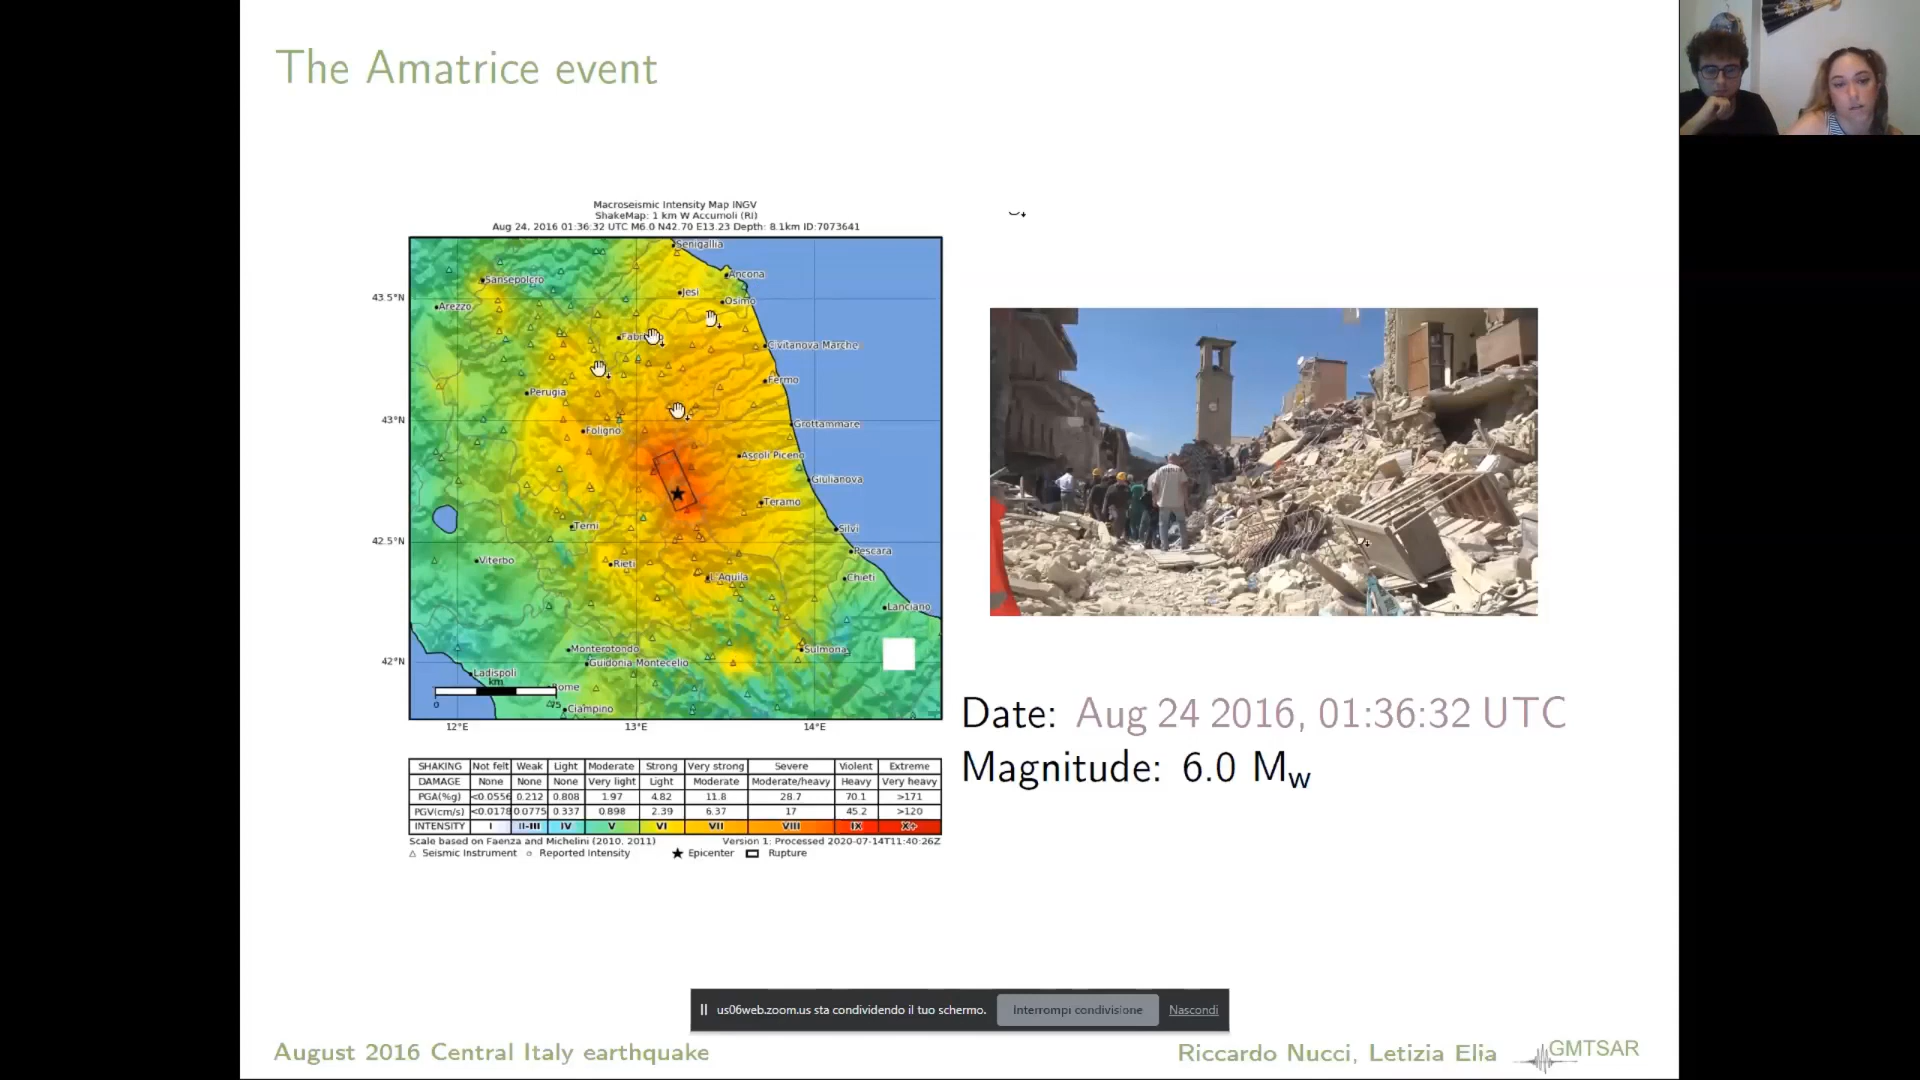 The Amatrice event
Macroseismic Intensity Map INGV
ShakeMap: 1 km W Accumoli (RI)
Aug 24, 2016 01:36:32 UTC M6.0 N42.70 E13.23 Depth: 8.1km ID:7073641
Senigallia
Ancona
Sansepolcro
Jesi
43.5°N
Osimo
Arezzo
Civitanova Marche
Fermo
Perugia
43°N
Grottammare
Foligno
Ascoli Piceno
Giulianova
Teramo
Terni
Silvi
42.5°N
Pescara
Viterbo
Rieti
L'Aquila
Chieti
Lanciano
Monterotondo
Sulmona
42°N
Guidonia Montecelio
Ladispoli
km
Rome
0 75
Ciampino
12°E 13°E 14°E
SHAKING Not felt Weak Light Moderate Strong Very strong Severe Violent Extreme
DAMAGE None None None Very light Light Moderate Moderate/heavy Heavy Very heavy
PGA(%g) <0.0556 0.212 0.808 1.97 4.82 11.8 28.7 70.1 >171
PGV(cm/s) <0.0178 0.0775 0.337 0.898 2.39 6.37 17 45.2 >120
INTENSITY I II-III IV V VI VII VIII IX X+
Scale based on Faenza and Michelini (2010, 2011) Version 1: Processed 2020-07-14T11:40:26Z
Seismic Instrument Reported Intensity Epicenter Rupture
Date: Aug 24 2016, 01:36:32 UTC
Magnitude: 6.0 Mw
us06web.zoom.us sta condividendo il tuo schermo. Interrompi condivisione Nascondi
August 2016 Central Italy earthquake
Riccardo Nucci, Letizia Elia
GMTSAR